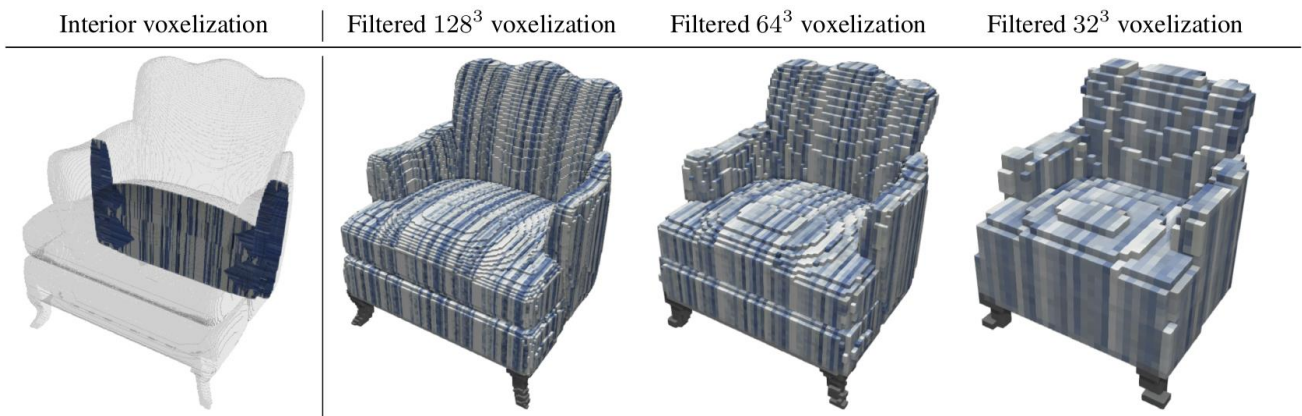 Interior voxelization
Filtered 128³ voxelization
Filtered 64³ voxelization
Filtered 32³ voxelization